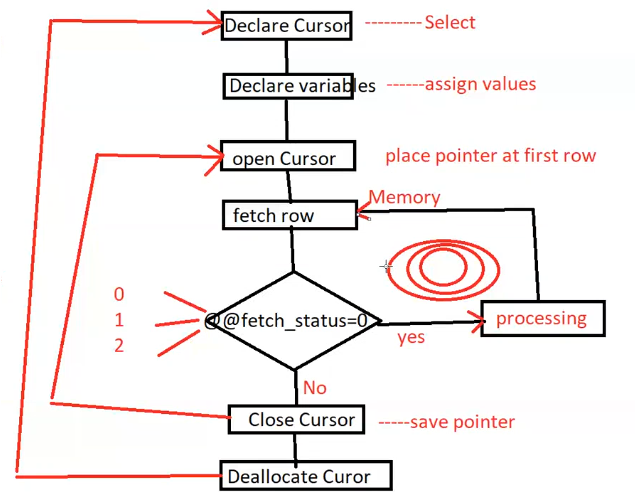 Declare Cursor --------- Select
Declare variables ------assign values
open Cursor place pointer at first row
Memory
fetch row
0
1
2
@@fetch_status=0
processing
yes
No
Close Cursor -----save pointer
Deallocate Curor